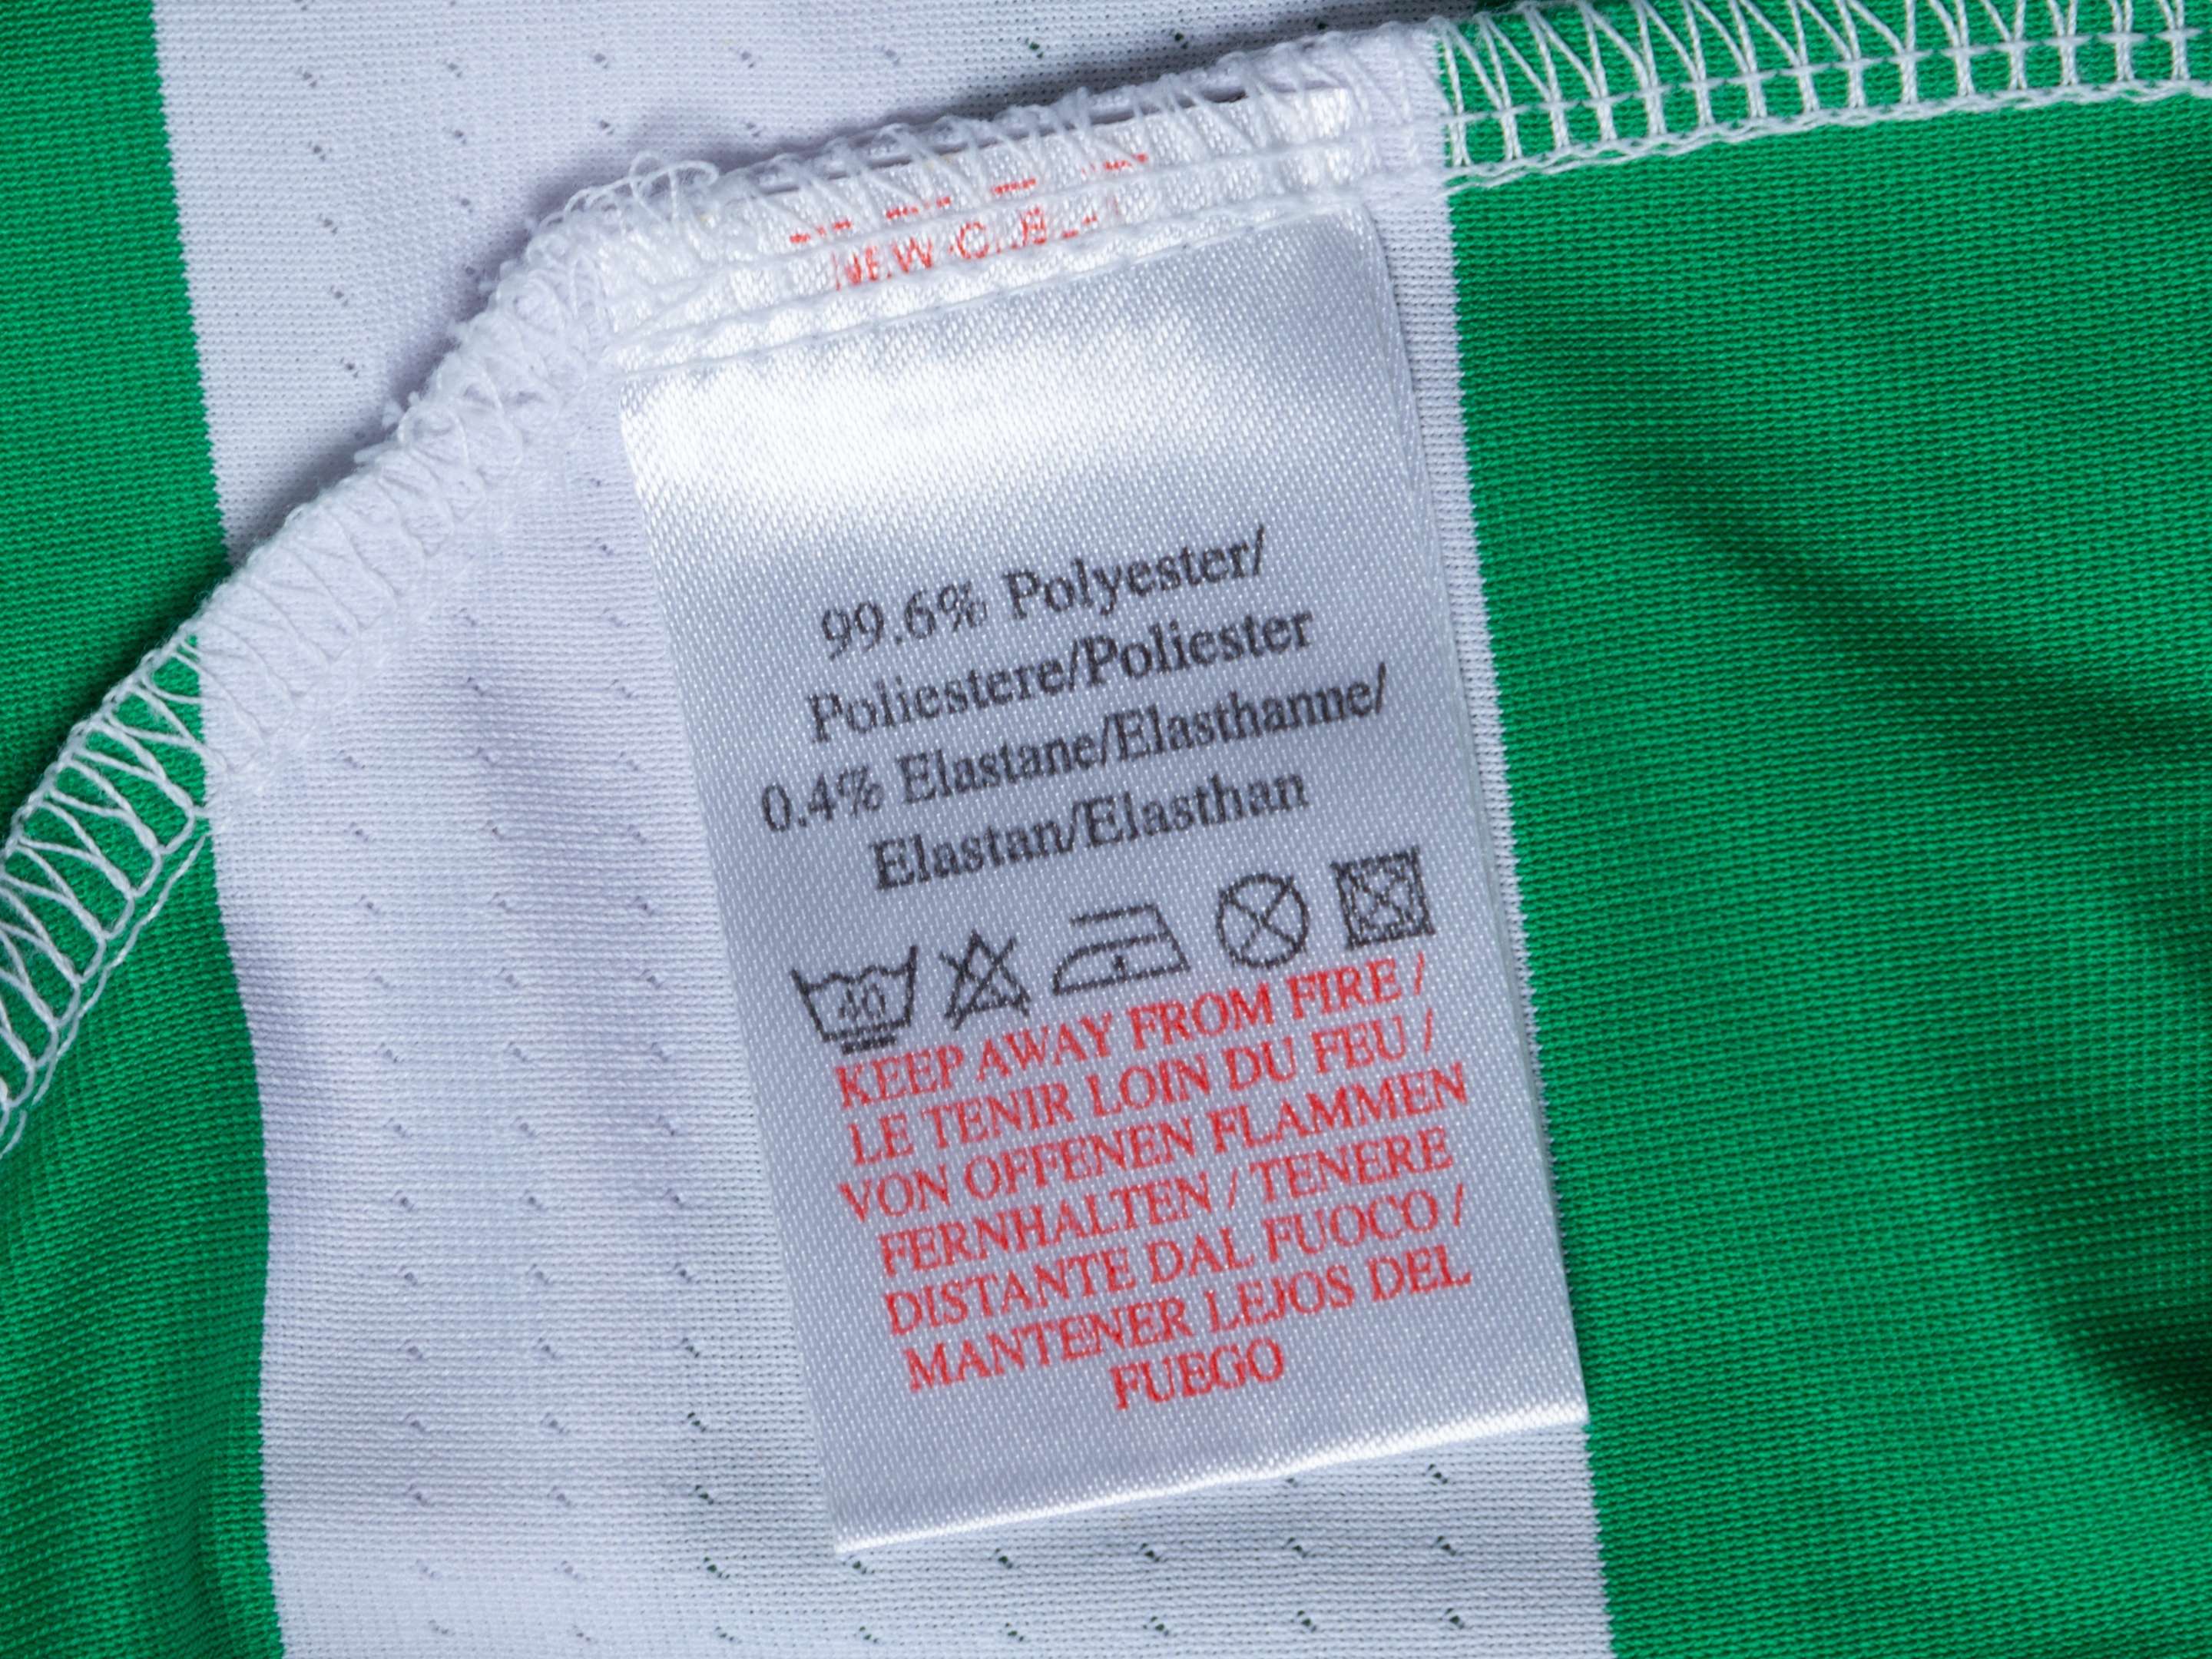 NEW
99.6% Polyester/
Poliestere/Poliester
0.4% Elastane/Elasthanne/
Elastan/Elasthan
40
KEEP AWAY FROM FIRE /
LE TENIR LOIN DU FEU /
VON OFFENEN FLAMMEN
FERNHALTEN / TENERE
DISTANTE DAL FUOCO /
MANTENER LEJOS DEL
FUEGO